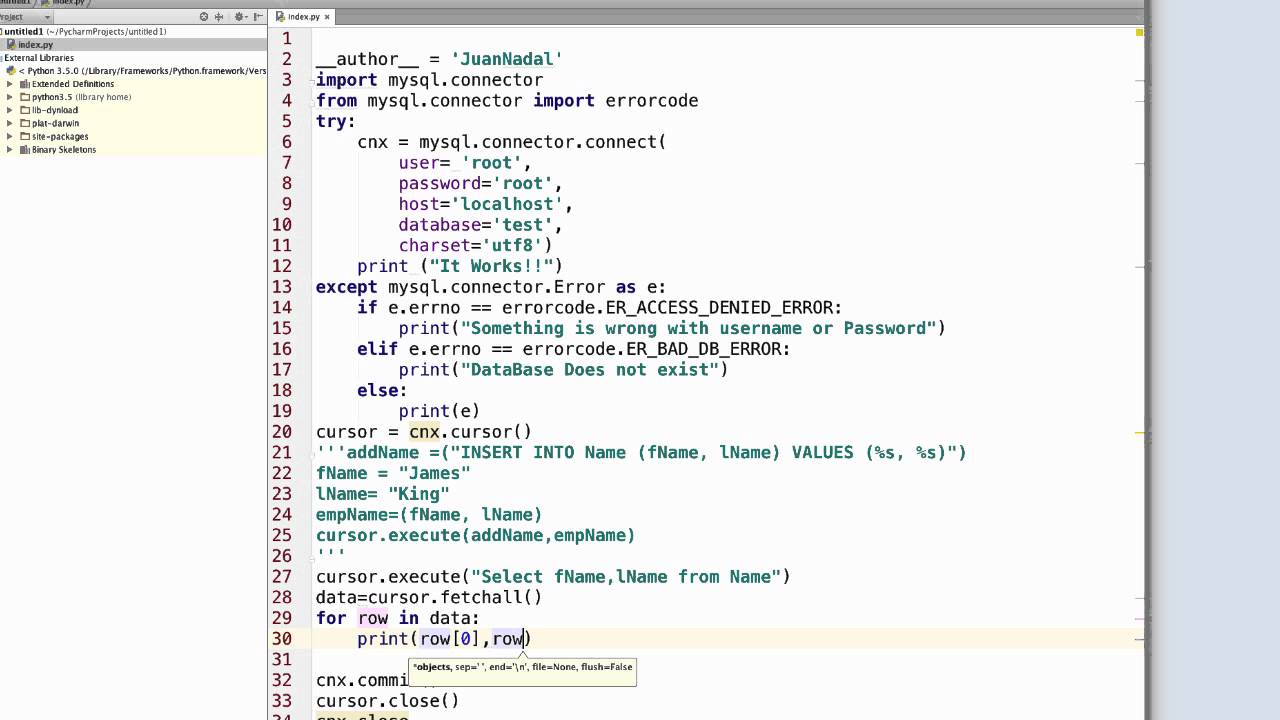 untitled1 index.py
Project
index.py ×
untitled1 (~/PycharmProjects/untitled1)
index.py
External Libraries
< Python 3.5.0 (/Library/Frameworks/Python.framework/Vers
Extended Definitions
python3.5 (library home)
lib-dynload
plat-darwin
site-packages
Binary Skeletons
1
2 __author__ = 'JuanNadal'
3 import mysql.connector
4 from mysql.connector import errorcode
5 try:
6 cnx = mysql.connector.connect(
7 user= 'root',
8 password='root',
9 host='localhost',
10 database='test',
11 charset='utf8')
12 print ("It Works!!")
13 except mysql.connector.Error as e:
14 if e.errno == errorcode.ER_ACCESS_DENIED_ERROR:
15 print("Something is wrong with username or Password")
16 elif e.errno == errorcode.ER_BAD_DB_ERROR:
17 print("DataBase Does not exist")
18 else:
19 print(e)
20 cursor = cnx.cursor()
21 '''addName =("INSERT INTO Name (fName, lName) VALUES (%s, %s)")
22 fName = "James"
23 lName= "King"
24 empName=(fName, lName)
25 cursor.execute(addName,empName)
26 '''
27 cursor.execute("Select fName,lName from Name")
28 data=cursor.fetchall()
29 for row in data:
30 print(row[0],row)
31 *objects, sep=' ', end='\n', file=None, flush=False
32 cnx.commi
33 cursor.close()
34 cnx.close